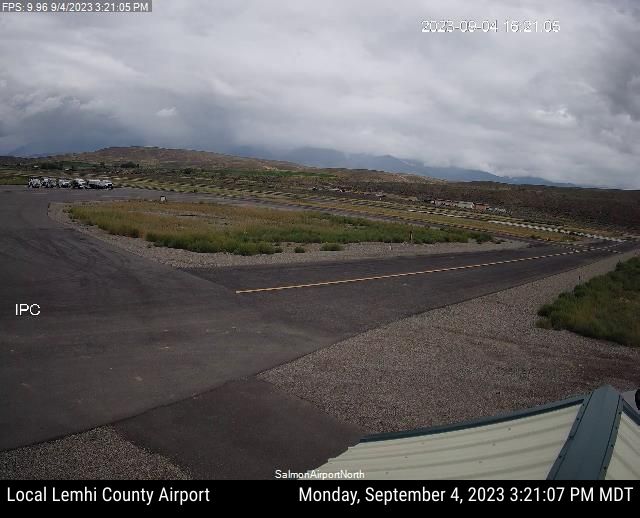 FPS: 9.96 9/4/2023 3:21:05 PM
2023-09-04 15:21:05
IPC
SalmonAirportNorth
Local Lemhi County Airport
Monday, September 4, 2023 3:21:07 PM MDT